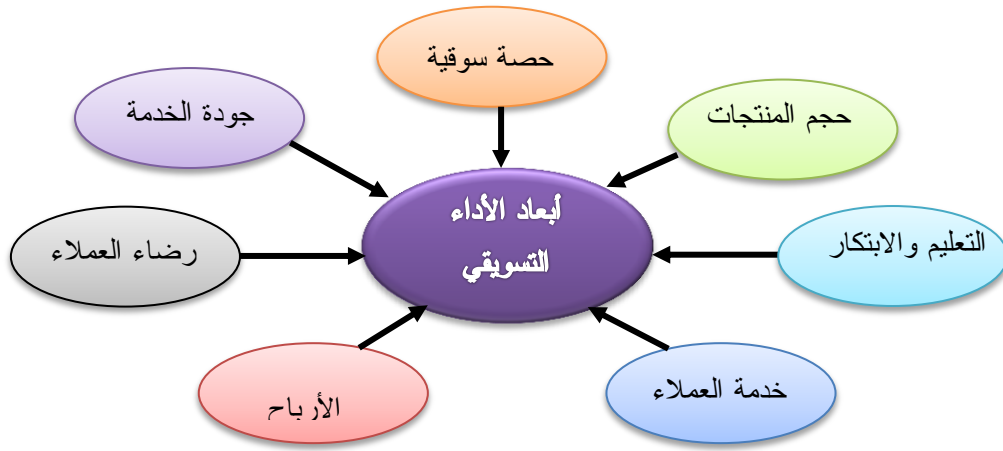 حصة سوقية
حجم المنتجات
جودة الخدمة
أبعاد الأداء
التسويقي
التعليم والابتكار
رضاء العملاء
خدمة العملاء
الأرباح